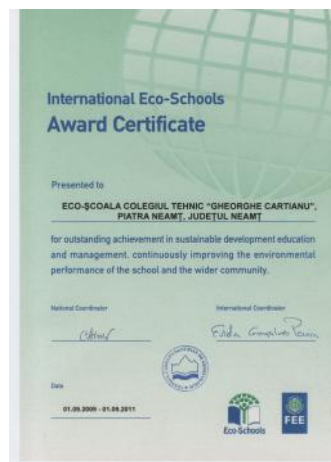 International Eco-Schools
Award Certificate
Presented to
ECO-ŞCOALA COLEGIUL TEHNIC "GHEORGHE CARTIANU",
PIATRA NEAMŢ, JUDEŢUL NEAMŢ
for outstanding achievement in sustainable development education
and management, continuously improving the environmental
performance of the school and the wider community.
National Coordinator
International Coordinator
Date
01.09.2009 - 01.09.2011
Eco-Schools
FEE